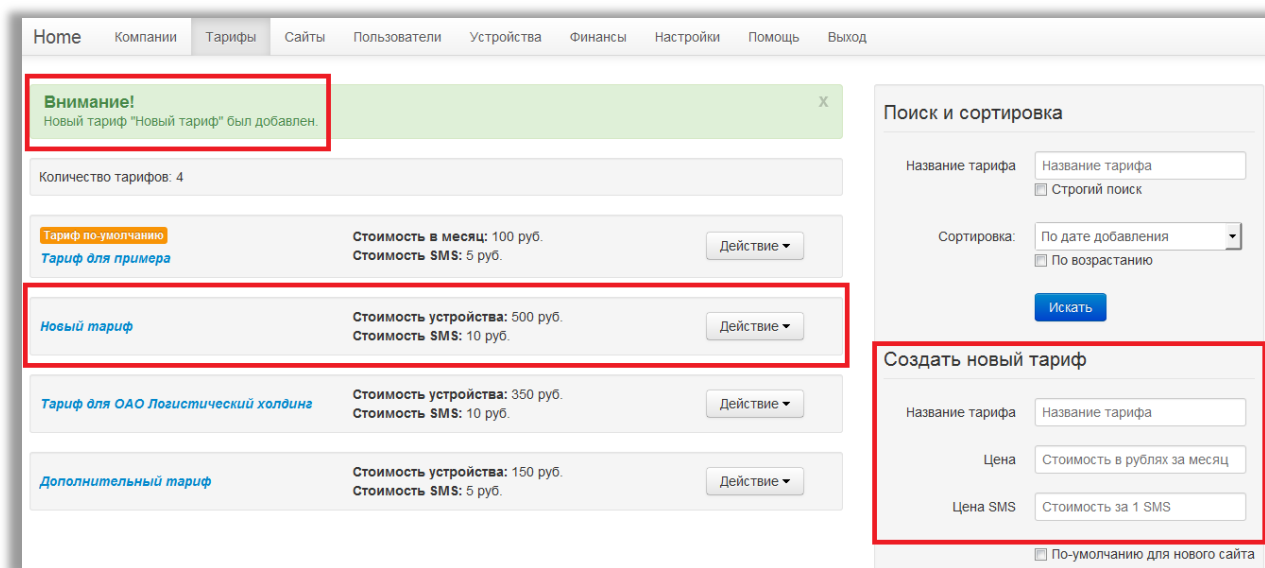 Home Компании Тарифы Сайты Пользователи Устройства Финансы Настройки Помощь Выход
Внимание!
X
Новый тариф "Новый тариф" был добавлен.
Количество тарифов: 4
Тариф по-умолчанию
Тариф для примера
Стоимость в месяц: 100 руб.
Стоимость SMS: 5 руб.
Действие
Новый тариф
Стоимость устройства: 500 руб.
Стоимость SMS: 10 руб.
Действие
Тариф для ОАО Логистический холдинг
Стоимость устройства: 350 руб.
Стоимость SMS: 10 руб.
Действие
Дополнительный тариф
Стоимость устройства: 150 руб.
Стоимость SMS: 5 руб.
Действие
Поиск и сортировка
Название тарифа Название тарифа
Строгий поиск
Сортировка: По дате добавления
По возрастанию
Искать
Создать новый тариф
Название тарифа Название тарифа
Цена Стоимость в рублях за месяц
Цена SMS Стоимость за 1 SMS
По-умолчанию для нового сайта